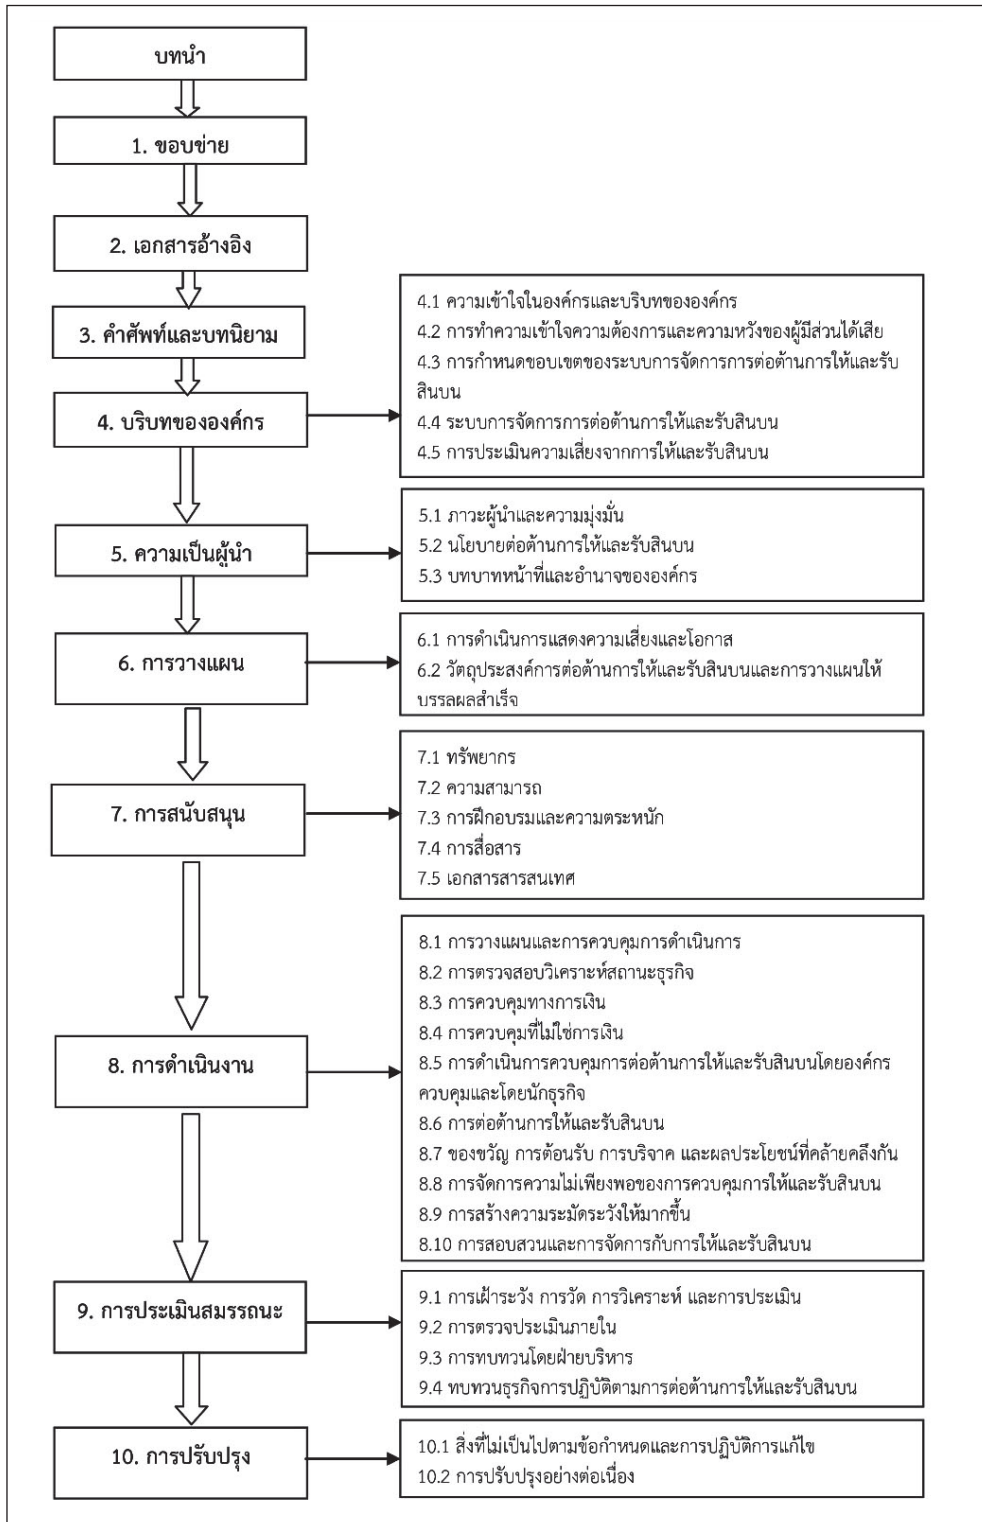 บทนำ
1. ขอบข่าย
2. เอกสารอ้างอิง
3. คำศัพท์และบทนิยาม
4. บริบทขององค์กร
4.1 ความเข้าใจในองค์กรและบริบทขององค์กร
4.2 การทำความเข้าใจความต้องการและความหวังของผู้มีส่วนได้เสีย
4.3 การกำหนดขอบเขตของระบบการจัดการการต่อต้านการให้และรับ
สินบน
4.4 ระบบการจัดการการต่อต้านการให้และรับสินบน
4.5 การประเมินความเสี่ยงจากการให้และรับสินบน
5. ความเป็นผู้นำ
5.1 ภาวะผู้นำและความมุ่งมั่น
5.2 นโยบายต่อต้านการให้และรับสินบน
5.3 บทบาทหน้าที่และอำนาจขององค์กร
6. การวางแผน
6.1 การดำเนินการแสดงความเสี่ยงและโอกาส
6.2 วัตถุประสงค์การต่อต้านการให้และรับสินบนและการวางแผนให้
บรรลผลสำเร็จ
7. การสนับสนุน
7.1 ทรัพยากร
7.2 ความสามารถ
7.3 การฝึกอบรมและความตระหนัก
7.4 การสื่อสาร
7.5 เอกสารสารสนเทศ
8. การดำเนินงาน
8.1 การวางแผนและการควบคุมการดำเนินการ
8.2 การตรวจสอบวิเคราะห์สถานะธุรกิจ
8.3 การควบคุมทางการเงิน
8.4 การควบคุมที่ไม่ใช่การเงิน
8.5 การดำเนินการควบคุมการต่อต้านการให้และรับสินบนโดยองค์กร
ควบคุมและโดยนักธุรกิจ
8.6 การต่อต้านการให้และรับสินบน
8.7 ของขวัญ การต้อนรับ การบริจาค และผลประโยชน์ที่คล้ายคลึงกัน
8.8 การจัดการความไม่เพียงพอของการควบคุมการให้และรับสินบน
8.9 การสร้างความระมัดระวังให้มากขึ้น
8.10 การสอบสวนและการจัดการกับการให้และรับสินบน
9. การประเมินสมรรถนะ
9.1 การเฝ้าระวัง การวัด การวิเคราะห์ และการประเมิน
9.2 การตรวจประเมินภายใน
9.3 การทบทวนโดยฝ่ายบริหาร
9.4 ทบทวนธุรกิจการปฏิบัติตามการต่อต้านการให้และรับสินบน
10. การปรับปรุง
10.1 สิ่งที่ไม่เป็นไปตามข้อกำหนดและการปฏิบัติการแก้ไข
10.2 การปรับปรุงอย่างต่อเนื่อง